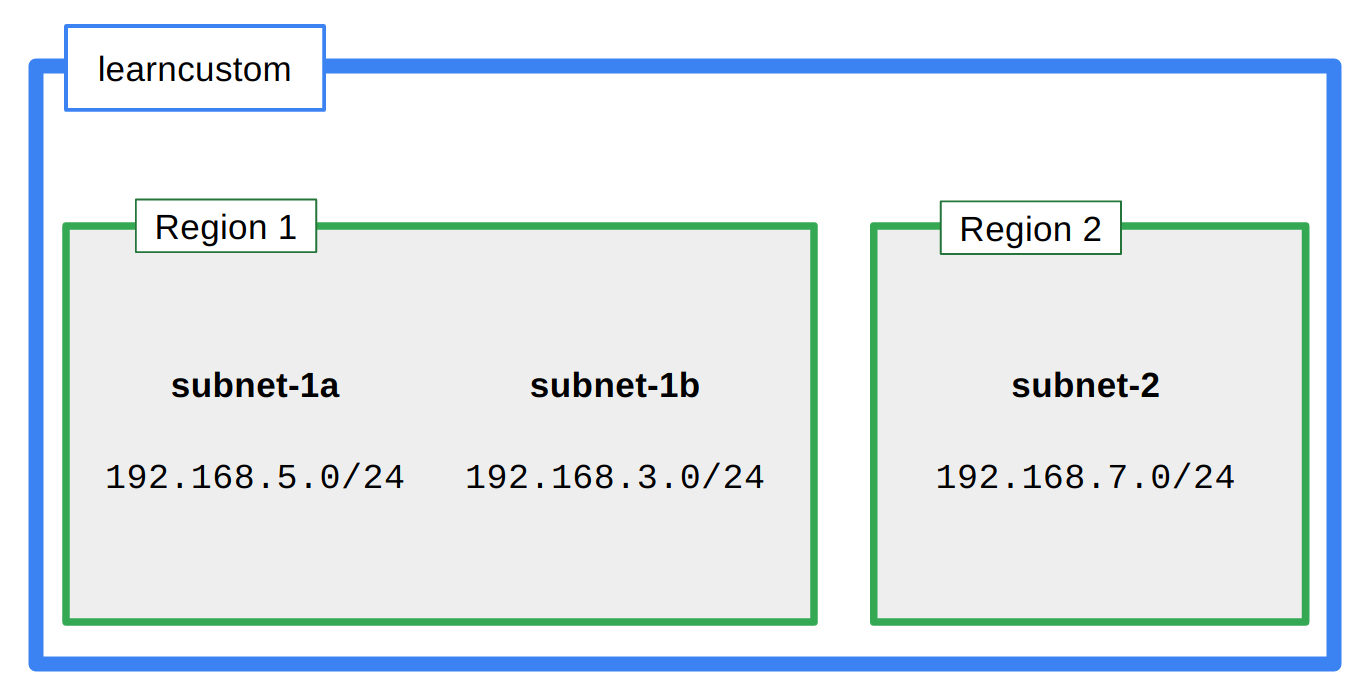 learncustom
Region 1
Region 2
subnet-1a
subnet-1b
subnet-2
192.168.5.0/24
192.168.3.0/24
192.168.7.0/24